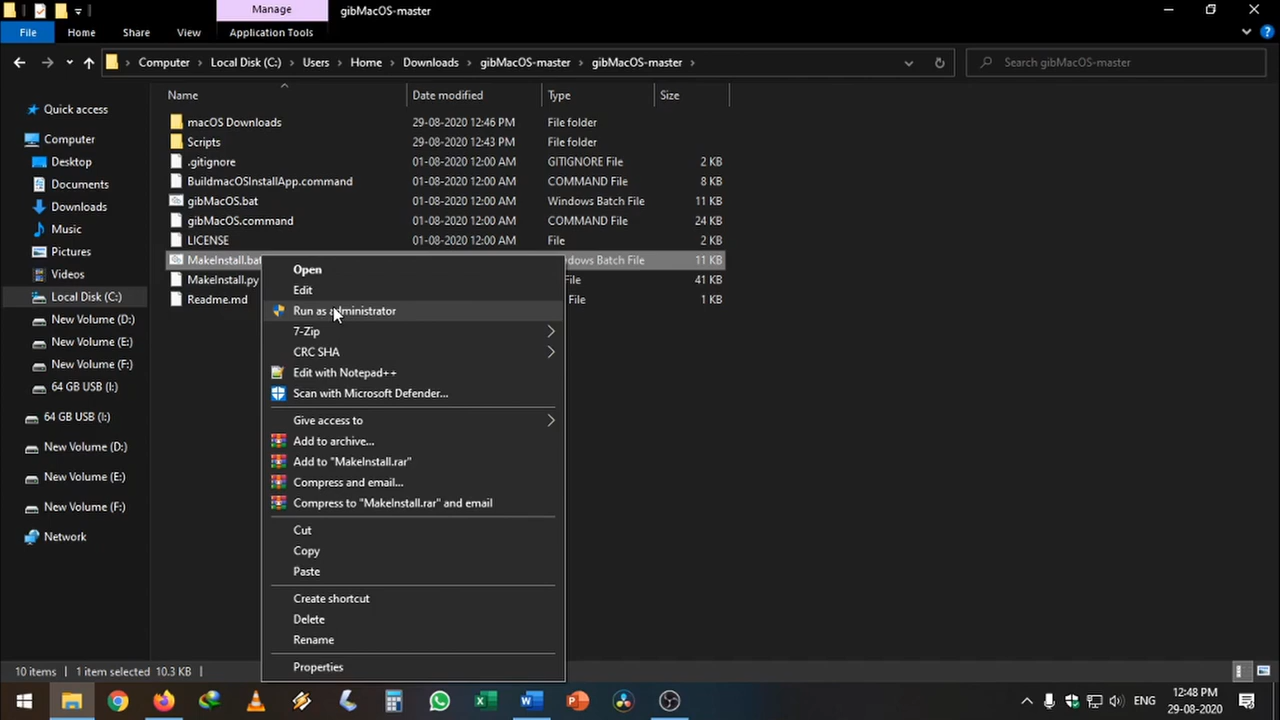 Manage
gibMacOS-master
File
Home
Share
View
Application Tools
Computer
Local Disk (C:)
Users
Home
Downloads
gibMacOS-master
gibMacOS-master
Search gibMacOS-master
Name
Date modified
Type
Size
Quick access
Computer
Desktop
Documents
Downloads
Music
Pictures
Videos
Local Disk (C:)
New Volume (D:)
New Volume (E:)
New Volume (F:)
64 GB USB (I:)
64 GB USB (I:)
New Volume (D:)
New Volume (E:)
New Volume (F:)
Network
macOS Downloads 29-08-2020 12:46 PM File folder
Scripts 29-08-2020 12:43 PM File folder
.gitignore 01-08-2020 12:00 AM GITIGNORE File 2 KB
BuildmacOSInstallApp.command 01-08-2020 12:00 AM COMMAND File 8 KB
gibMacOS.bat 01-08-2020 12:00 AM Windows Batch File 11 KB
gibMacOS.command 01-08-2020 12:00 AM COMMAND File 24 KB
LICENSE 01-08-2020 12:00 AM File 2 KB
MakeInstall.bat dows Batch File 11 KB
MakeInstall.py File 41 KB
Readme.md File 1 KB
Open
Edit
Run as administrator
7-Zip
CRC SHA
Edit with Notepad++
Scan with Microsoft Defender...
Give access to
Add to archive...
Add to "MakeInstall.rar"
Compress and email...
Compress to "MakeInstall.rar" and email
Cut
Copy
Paste
Create shortcut
Delete
Rename
Properties
10 items
1 item selected 10.3 KB
ENG
12:48 PM
29-08-2020